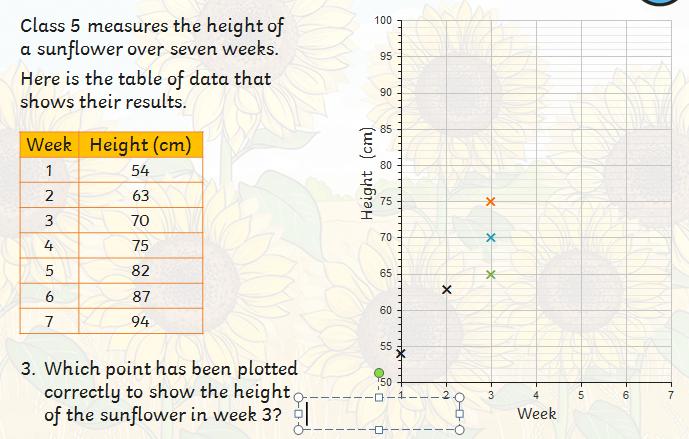 Class 5 measures the height of
a sunflower over seven weeks.
Here is the table of data that
shows their results.
Week Height (cm)
1 54
2 63
3 70
4 75
5 82
6 87
7 94
3. Which point has been plotted
correctly to show the height
of the sunflower in week 3?
Height (cm)
100
95
90
85
80
75
70
65
60
55
50
1 2 3 4 5 6 7
Week